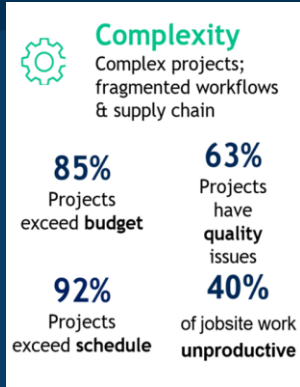 Complexity
Complex projects;
fragmented workflows
& supply chain
85%
Projects
exceed budget
63%
Projects
have
quality
issues
92%
Projects
exceed schedule
40%
of jobsite work
unproductive